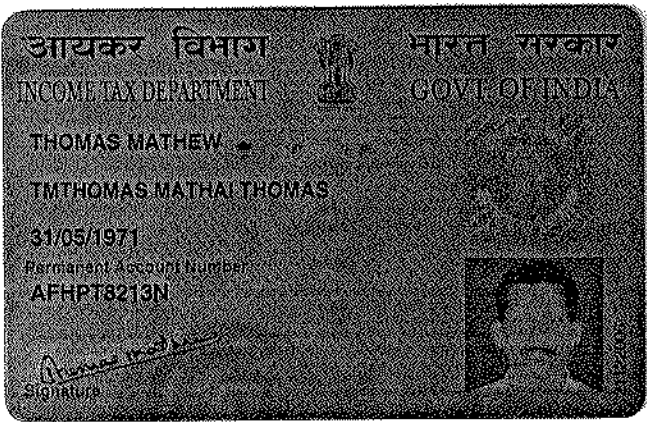 आयकर विभाग
भारत सरकार
INCOME TAX DEPARTMENT
GOVT. OF INDIA
THOMAS MATHEW
TMTHOMAS MATHAI THOMAS
31/05/1971
Permanent Account Number
AFHPT8213N
Signature